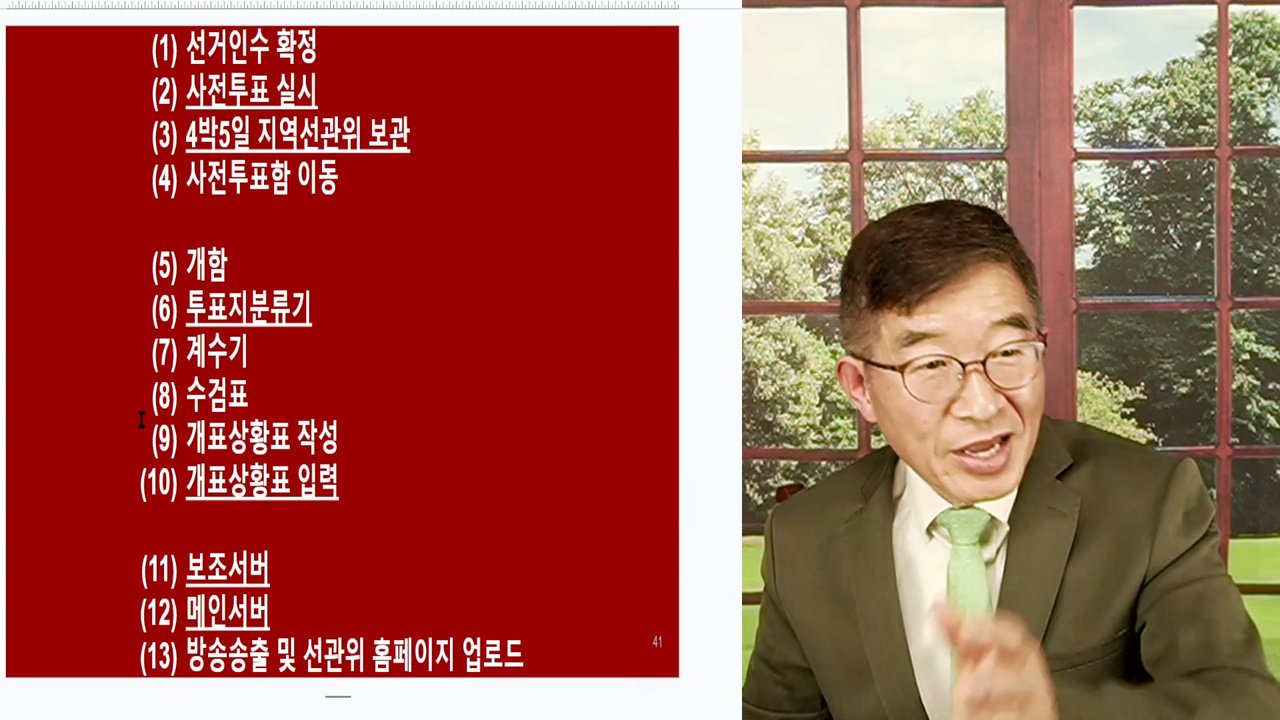 (1) 선거인수 확정
(2) 사전투표 실시
(3) 4박5일 지역선관위 보관
(4) 사전투표함 이동
(5) 개함
(6) 투표지분류기
(7) 계수기
(8) 수검표
(9) 개표상황표 작성
(10) 개표상황표 입력
(11) 보조서버
(12) 메인서버
(13) 방송송출 및 선관위 홈페이지 업로드
41